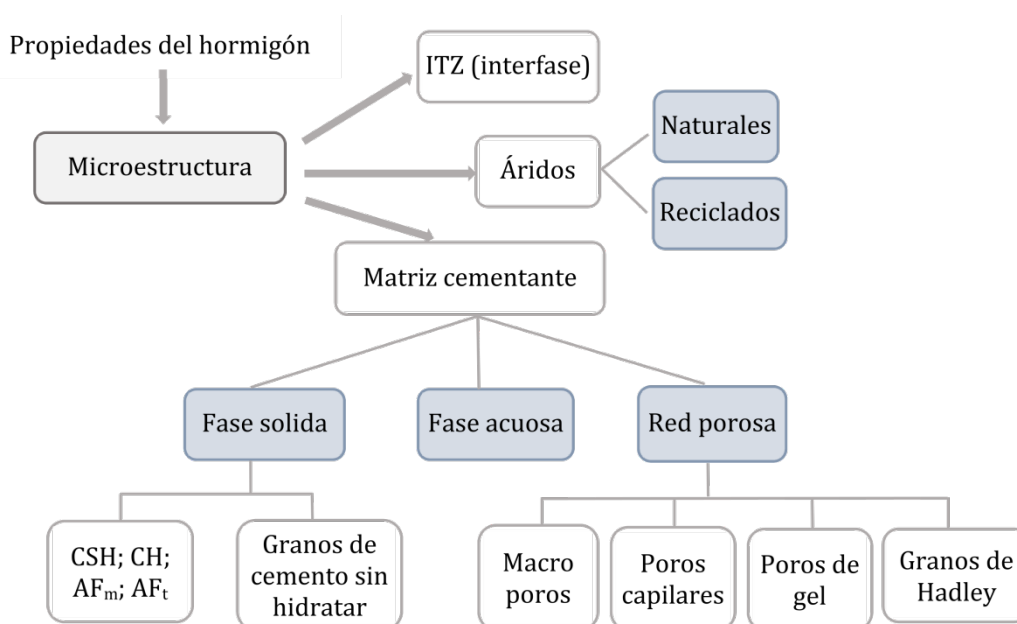 Propiedades del hormigón
ITZ (interfase)
Microestructura
Áridos
Naturales
Reciclados
Matriz cementante
Fase solida
Fase acuosa
Red porosa
CSH; CH;
AFₘ; AFₜ
Granos de
cemento sin
hidratar
Macro
poros
Poros
capilares
Poros de
gel
Granos de
Hadley